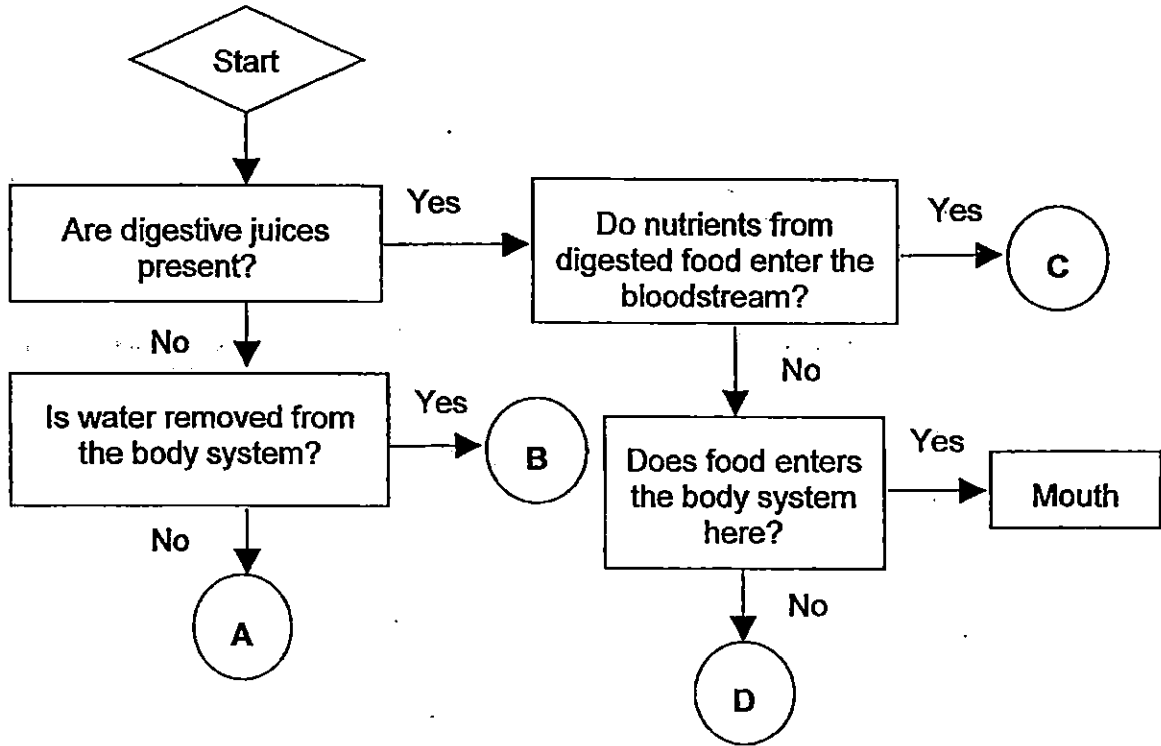 Start
Are digestive juices
present?
Yes
Do nutrients from
digested food enter the
bloodstream?
Yes
C
No
Is water removed from
the body system?
Yes
B
No
A
No
Does food enters
the body system
here?
Yes
Mouth
No
D